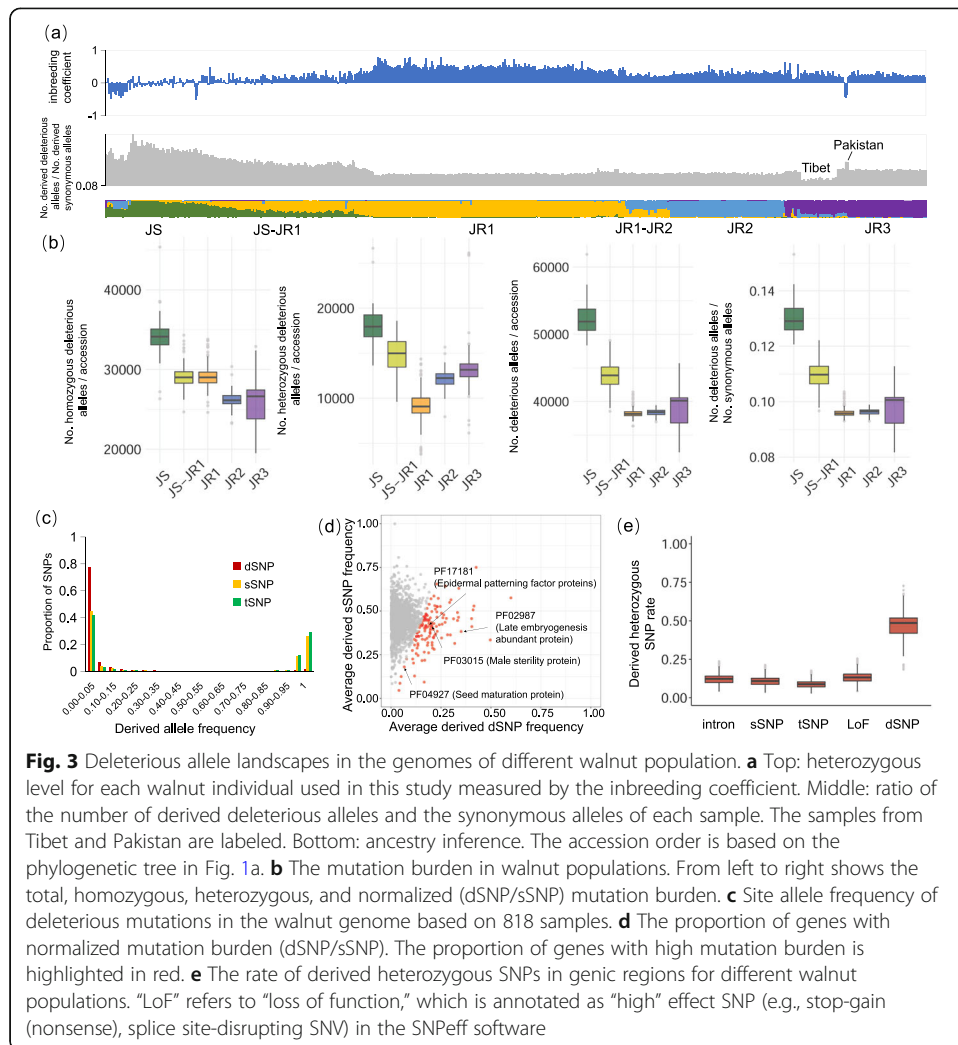 (a)
inbreeding
coefficient
1
0
-1
No. derived deleterious
alleles / No. derived
synonymous alleles
0.08
Tibet
Pakistan
JS
JS-JR1
JR1
JR1-JR2
JR2
JR3
(b)
No. homozygous deleterious
alleles / accession
40000
30000
20000
JS
JS−JR1
JR1
JR2
JR3
No. heterozygous deleterious
alleles / accession
20000
10000
JS
JS−JR1
JR1
JR2
JR3
No. deleterious alleles / accession
60000
50000
40000
JS
JS−JR1
JR1
JR2
JR3
No. deleterious alleles /
No. synonymous alleles
0.14
0.12
0.10
0.08
JS
JS−JR1
JR1
JR2
JR3
(c)
Proportion of SNPs
1
0.8
0.6
0.4
0.2
0
dSNP
sSNP
tSNP
0.00-0.05
0.10-0.15
0.20-0.25
0.30-0.35
0.40-0.45
0.50-0.55
0.60-0.65
0.70-0.75
0.80-0.85
0.90-0.95
1
Derived allele frequency
(d)
Average derived sSNP frequency
1.00
0.75
0.50
0.25
0.00
PF17181
(Epidermal patterning factor proteins)
PF02987
(Late embryogenesis
abundant protein)
PF03015 (Male sterility protein)
PF04927 (Seed maturation protein)
0.00
0.25
0.50
0.75
1.00
Average derived dSNP frequency
(e)
Derived heterozygous
SNP rate
1.00
0.75
0.50
0.25
0.00
intron
sSNP
tSNP
LoF
dSNP
Fig. 3 Deleterious allele landscapes in the genomes of different walnut population. a Top: heterozygous
level for each walnut individual used in this study measured by the inbreeding coefficient. Middle: ratio of
the number of derived deleterious alleles and the synonymous alleles of each sample. The samples from
Tibet and Pakistan are labeled. Bottom: ancestry inference. The accession order is based on the
phylogenetic tree in Fig. 1a. b The mutation burden in walnut populations. From left to right shows the
total, homozygous, heterozygous, and normalized (dSNP/sSNP) mutation burden. c Site allele frequency of
deleterious mutations in the walnut genome based on 818 samples. d The proportion of genes with
normalized mutation burden (dSNP/sSNP). The proportion of genes with high mutation burden is
highlighted in red. e The rate of derived heterozygous SNPs in genic regions for different walnut
populations. “LoF” refers to “loss of function,” which is annotated as “high” effect SNP (e.g., stop-gain
(nonsense), splice site-disrupting SNV) in the SNPeff software